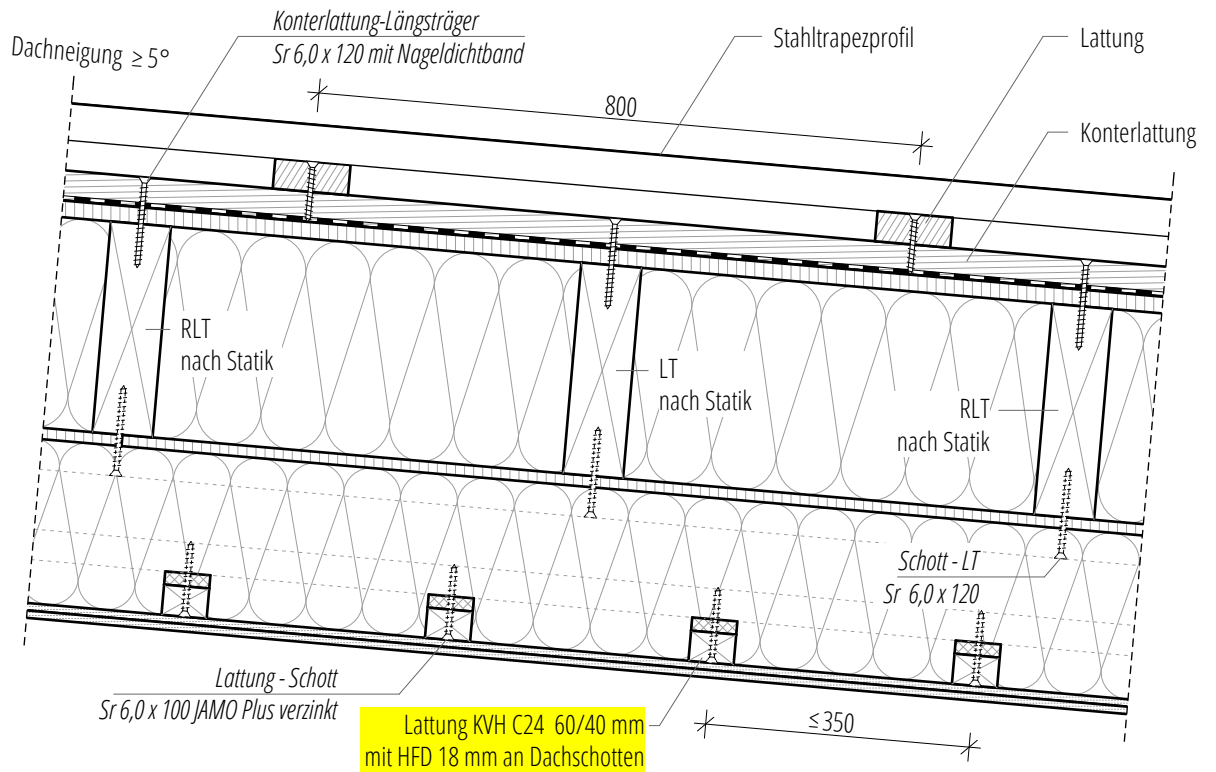 Konterlattung-Längsträger
Sr 6,0 x 120 mit Nageldichtband
Stahltrapezprofil
Lattung
Dachneigung ≥ 5°
800
Konterlattung
RLT
nach Statik
LT
nach Statik
RLT
nach Statik
Schott - LT
Sr 6,0 x 120
Lattung - Schott
Sr 6,0 x 100 JAMO Plus verzinkt
Lattung KVH C24 60/40 mm
mit HFD 18 mm an Dachschotten
≤ 350